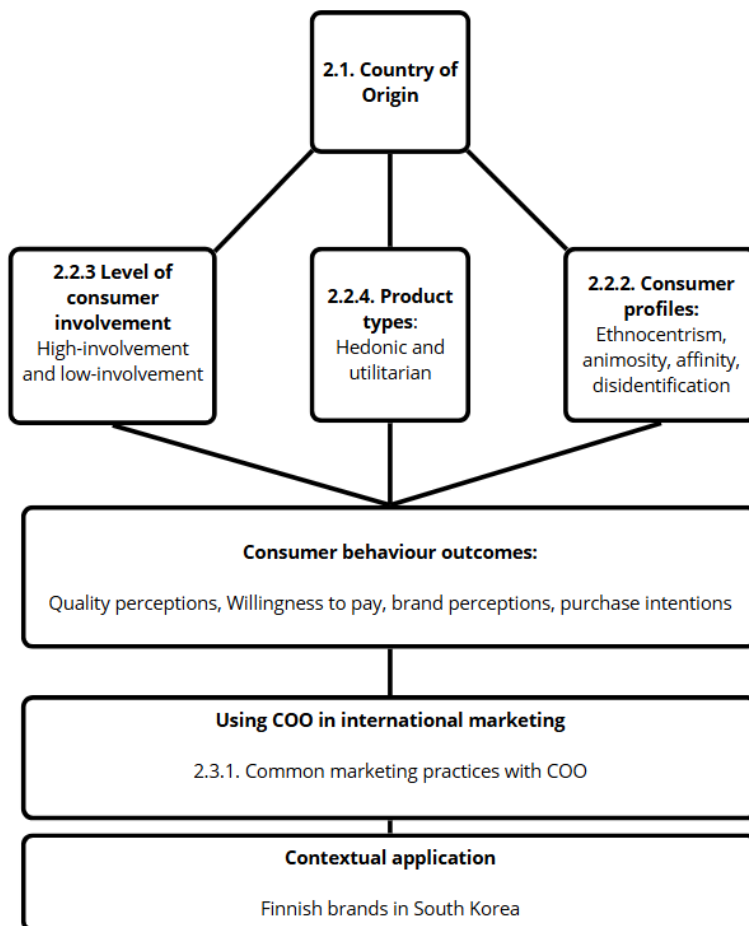 2.1. Country of
Origin
2.2.3 Level of
consumer
involvement
High-involvement
and low-involvement
2.2.4. Product
types:
Hedonic and
utilitarian
2.2.2. Consumer
profiles:
Ethnocentrism,
animosity, affinity,
disidentification
Consumer behaviour outcomes:
Quality perceptions, Willingness to pay, brand perceptions, purchase intentions
Using COO in international marketing
2.3.1. Common marketing practices with COO
Contextual application
Finnish brands in South Korea